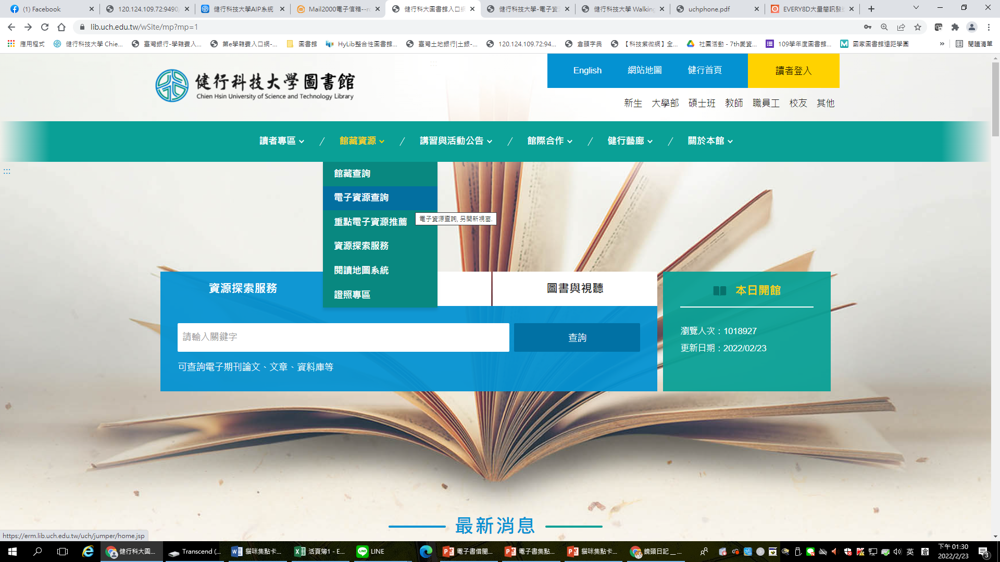 (1) Facebook
120.124.109.72:9490/
健行科技大學AIP系統
Mail2000電子信箱--ro
健行科大圖書館入口網
健行科技大學-電子資
健行科技大學 Walking
uchphone.pdf
EVERY8D大量簡訊發
lib.uch.edu.tw/wSite/mp?mp=1
應用程式
健行科技大學 Chie...
臺灣銀行-學雜費入...
第e學雜費入口網-...
圖書館
HyLib整合性圖書館...
臺灣土地銀行|土銀-...
120.124.109.72:94...
倉頡字典
【科技紫微網】全...
社團活動 - 7th愛資...
109學年度圖書館...
國家圖書館遠距學園
»
閱讀清單
健行科技大學圖書館
Chien Hsin University of Science and Technology Library
:::
English
網站地圖
健行首頁
讀者登入
新生 大學部 碩士班 教師 職員工 校友 其他
讀者專區 / 館藏資源 / 講習與活動公告 / 館際合作 / 健行藝廊 / 關於本館
:::
館藏查詢
電子資源查詢
重點電子資源推薦
電子資源查詢, 另開新視窗.
資源探索服務
閱讀地圖系統
證照專區
資源探索服務
圖書與視聽
請輸入關鍵字
查詢
可查詢電子期刊論文、文章、資料庫等
本日開館
瀏覽人次：1018927
更新日期：2022/02/23
最新消息
https://erm.lib.uch.edu.tw/uch/jumper/home.jsp
健行科大圖...
Transcend (...
貓咪集點卡...
活頁簿1 - E...
LINE
電子書借閱...
電子書集點...
貓咪集點卡...
鏡頭日記 __ ...
英
倉
下午 01:30
2022/2/23
3